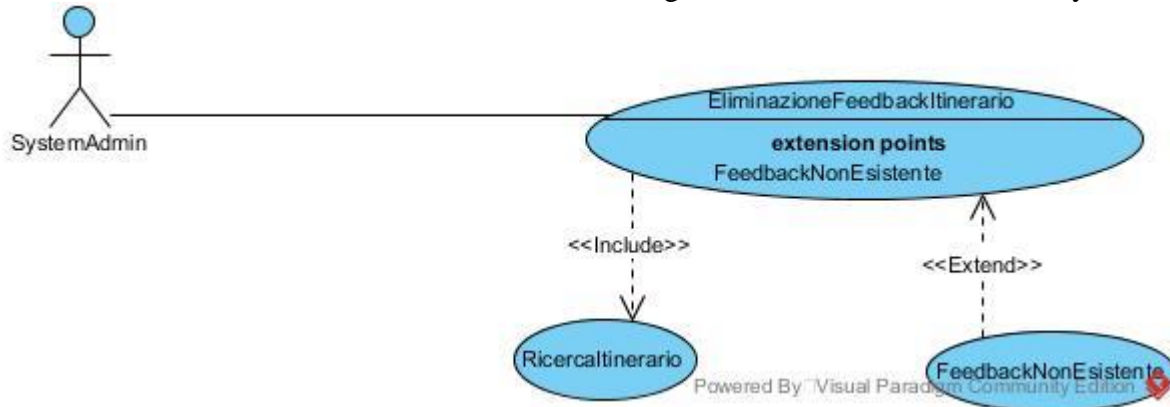 SystemAdmin
EliminazioneFeedbackItinerario
extension points
FeedbackNonEsistente
<<Include>>
<<Extend>>
RicercaItinerario
FeedbackNonEsistente
Powered By Visual Paradigm Community Edition